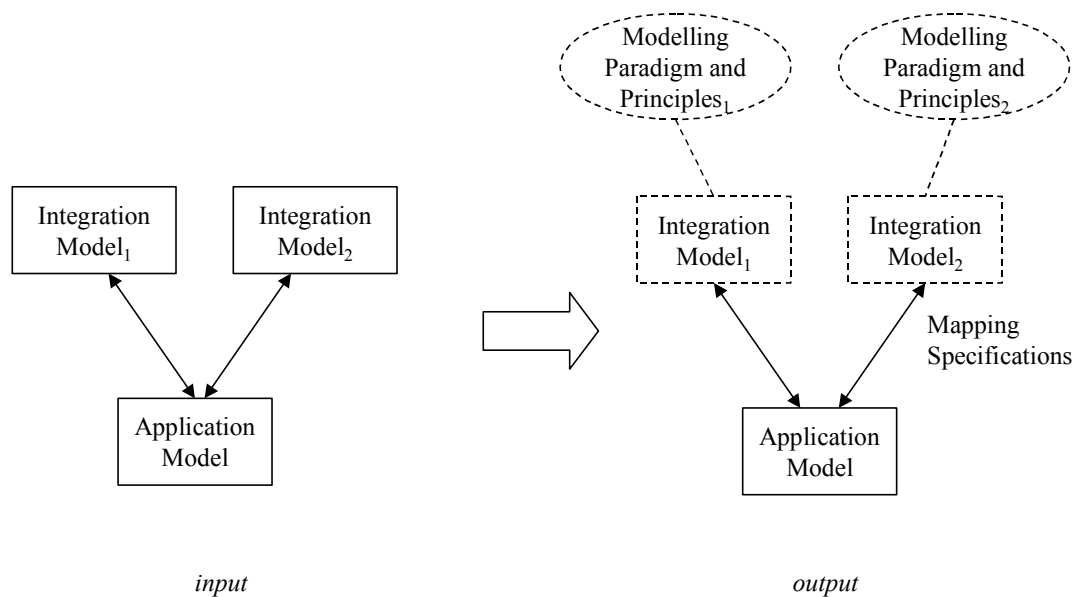 Modelling
Paradigm and
Principles₁
Modelling
Paradigm and
Principles₂
Integration
Model₁
Integration
Model₂
Integration
Model₁
Integration
Model₂
Mapping
Specifications
Application
Model
Application
Model
input
output